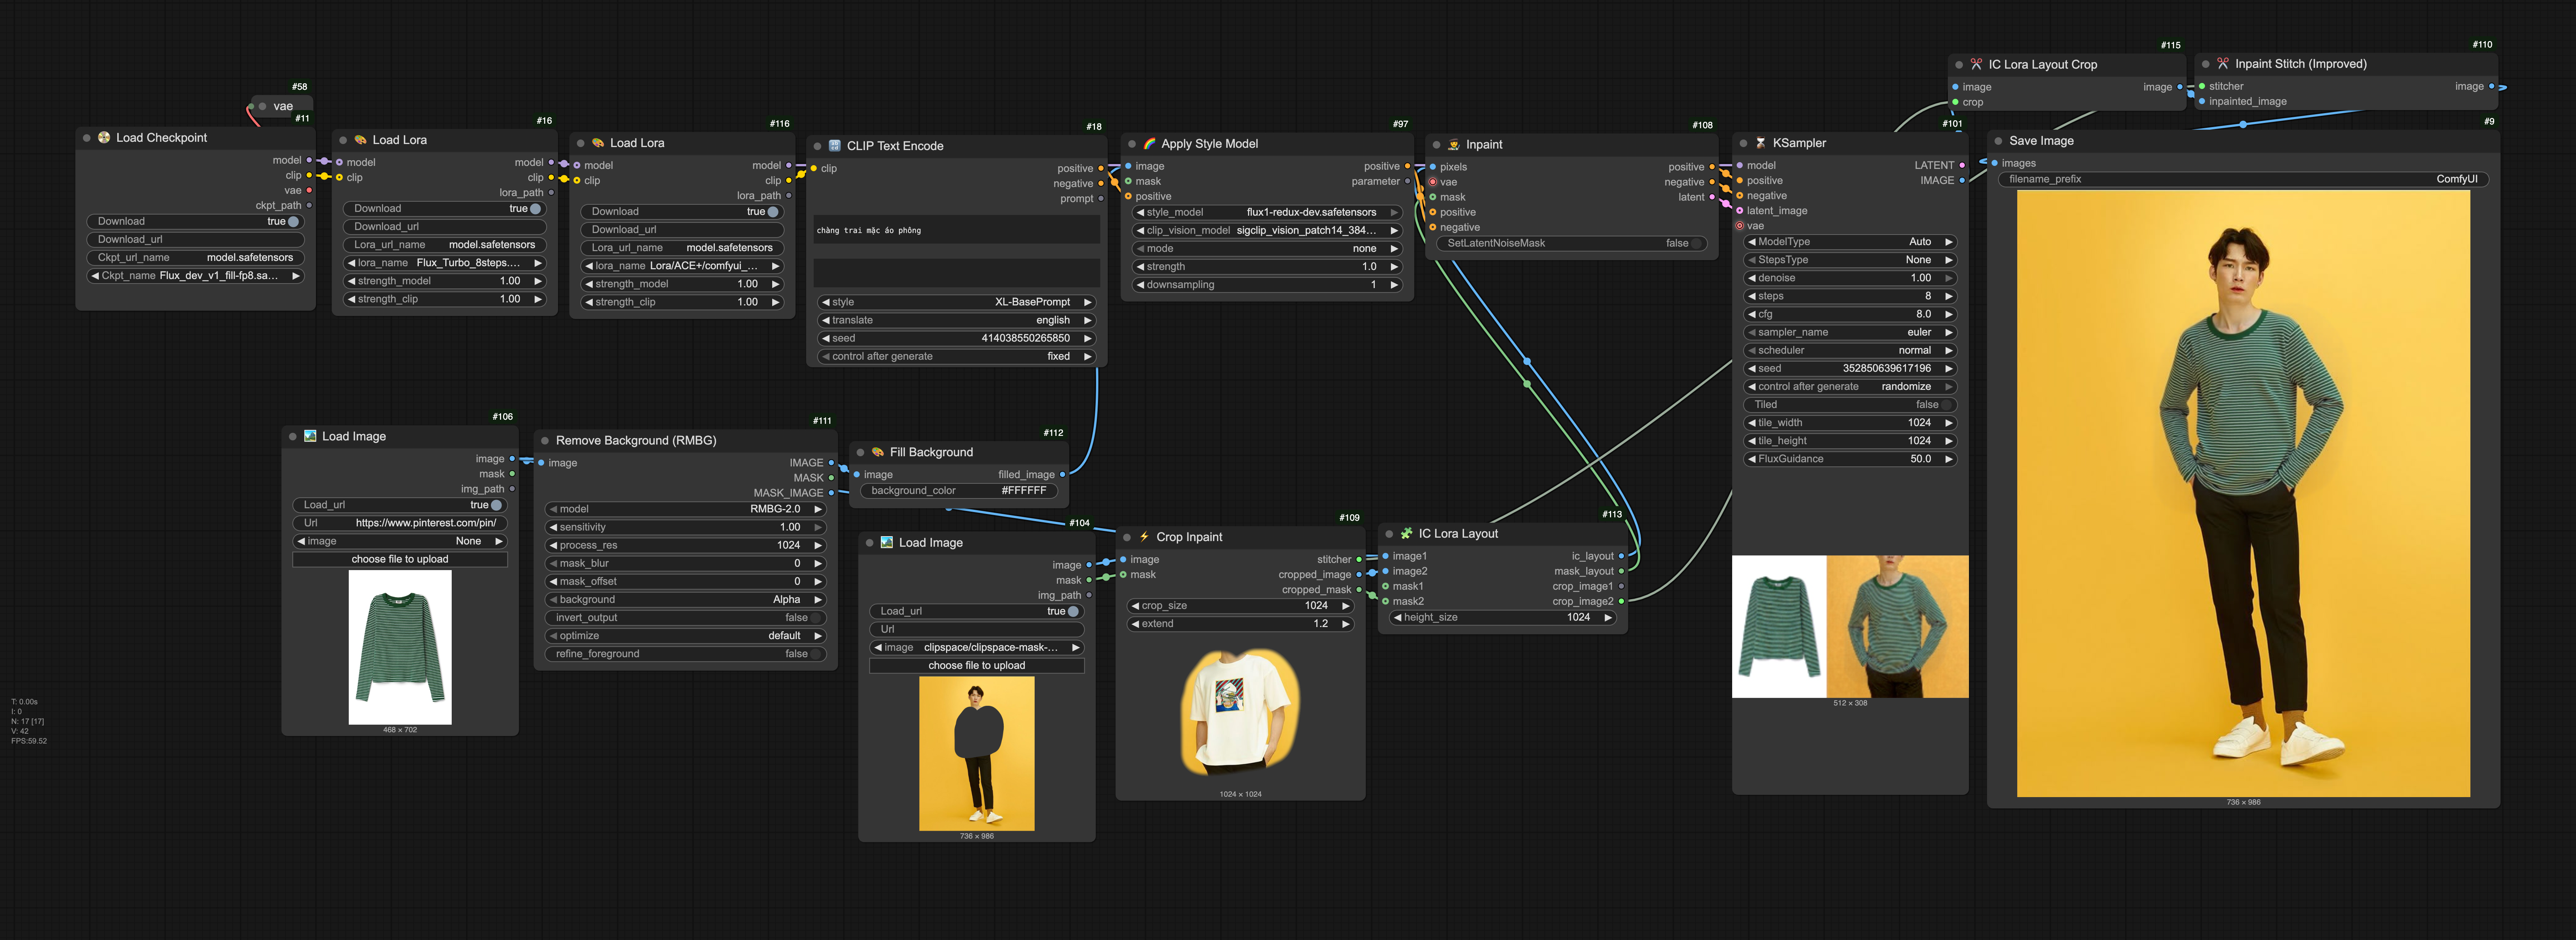 #58
vae
#11
Load Checkpoint
model
clip
vae
ckpt_path
Download true
Download_url
Ckpt_url_name model.safetensors
Ckpt_name Flux_dev_v1_fill-fp8.sa...
#16
Load Lora
model model
clip clip
lora_path
Download true
Download_url
Lora_url_name model.safetensors
lora_name Flux_Turbo_8steps....
strength_model 1.00
strength_clip 1.00
#116
Load Lora
model model
clip clip
lora_path
Download true
Download_url
Lora_url_name model.safetensors
lora_name Lora/ACE+/comfyui_...
strength_model 1.00
strength_clip 1.00
#18
CLIP Text Encode
clip positive
negative
prompt
chàng trai mặc áo phông
style XL-BasePrompt
translate english
seed 414038550265850
control after generate fixed
#97
Apply Style Model
image positive
mask parameter
positive
style_model flux1-redux-dev.safetensors
clip_vision_model sigclip_vision_patch14_384...
mode none
strength 1.0
downsampling 1
#108
Inpaint
pixels positive
vae negative
mask latent
positive
negative
SetLatentNoiseMask false
#101
KSampler
model LATENT
positive IMAGE
negative
latent_image
vae
ModelType Auto
StepsType None
denoise 1.00
steps 8
cfg 8.0
sampler_name euler
scheduler normal
seed 352850639617196
control after generate randomize
Tiled false
tile_width 1024
tile_height 1024
FluxGuidance 50.0
512 × 308
#115
IC Lora Layout Crop
image image
crop
#110
Inpaint Stitch (Improved)
stitcher image
inpainted_image
#9
Save Image
images
filename_prefix ComfyUI
736 × 986
#106
Load Image
image
mask
img_path
Load_url true
Url https://www.pinterest.com/pin/
image None
choose file to upload
468 × 702
#111
Remove Background (RMBG)
image IMAGE
MASK
MASK_IMAGE
model RMBG-2.0
sensitivity 1.00
process_res 1024
mask_blur 0
mask_offset 0
background Alpha
invert_output false
optimize default
refine_foreground false
#112
Fill Background
image filled_image
background_color #FFFFFF
#104
Load Image
image
mask
img_path
Load_url true
Url
image clipspace/clipspace-mask-...
choose file to upload
736 × 986
#109
Crop Inpaint
image stitcher
mask cropped_image
cropped_mask
crop_size 1024
extend 1.2
1024 × 1024
#113
IC Lora Layout
image1 ic_layout
image2 mask_layout
mask1 crop_image1
mask2 crop_image2
height_size 1024
T: 0.00s
I: 0
N: 17 [17]
V: 42
FPS:59.52